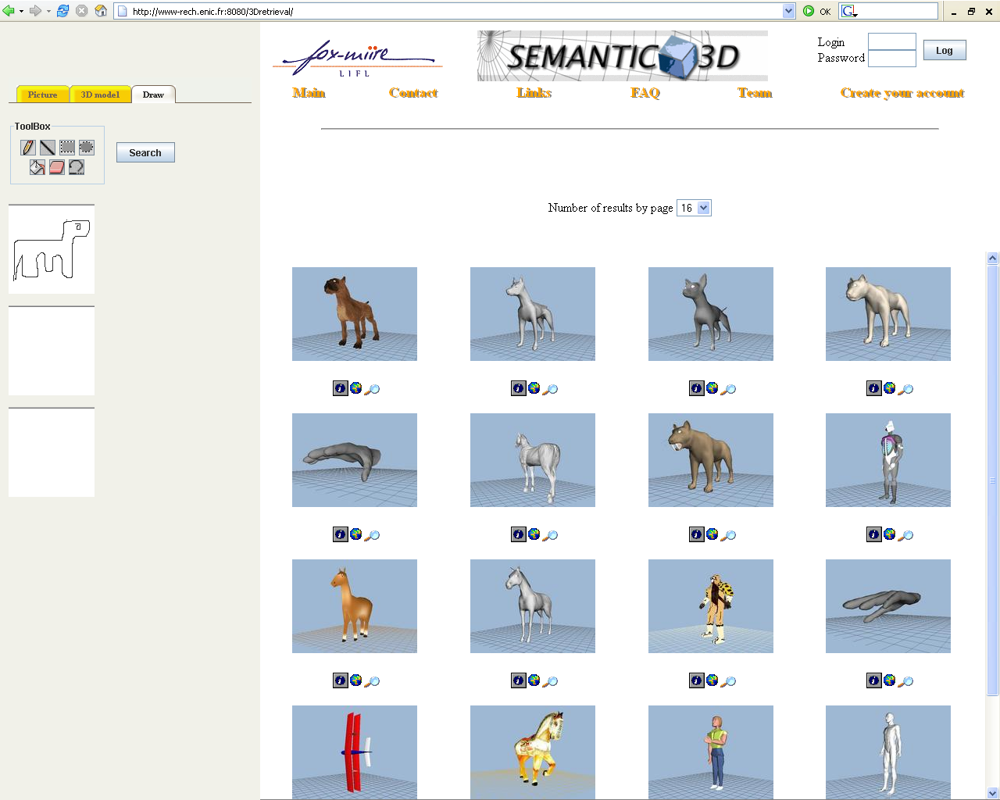 http://www-rech.enic.fr:8080/3Dretrieval/
OK
G
fox-miire
LIFL
SEMANTIC 3D
Login
Password
Log
Main
Contact
Links
FAQ
Team
Create your account
Picture
3D model
Draw
ToolBox
Search
Number of results by page 16